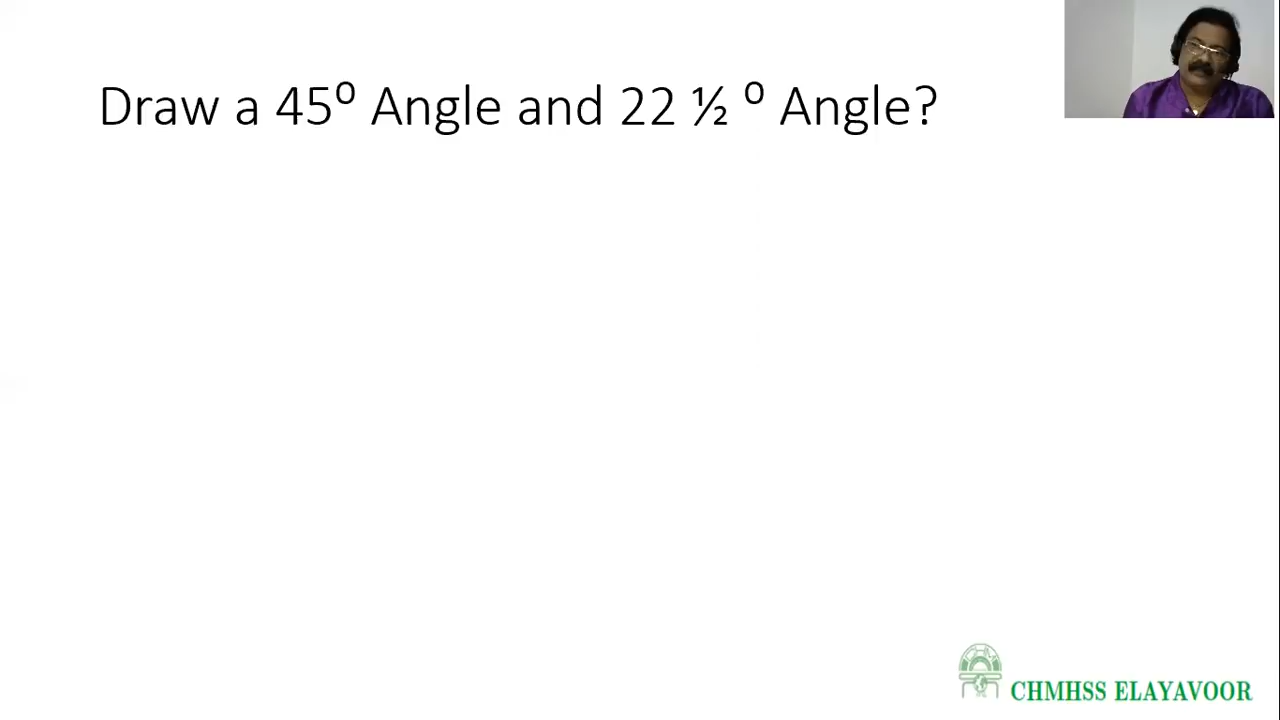 Draw a 45⁰ Angle and 22 ½ ⁰ Angle?
CHMHSS ELAYAVOOR